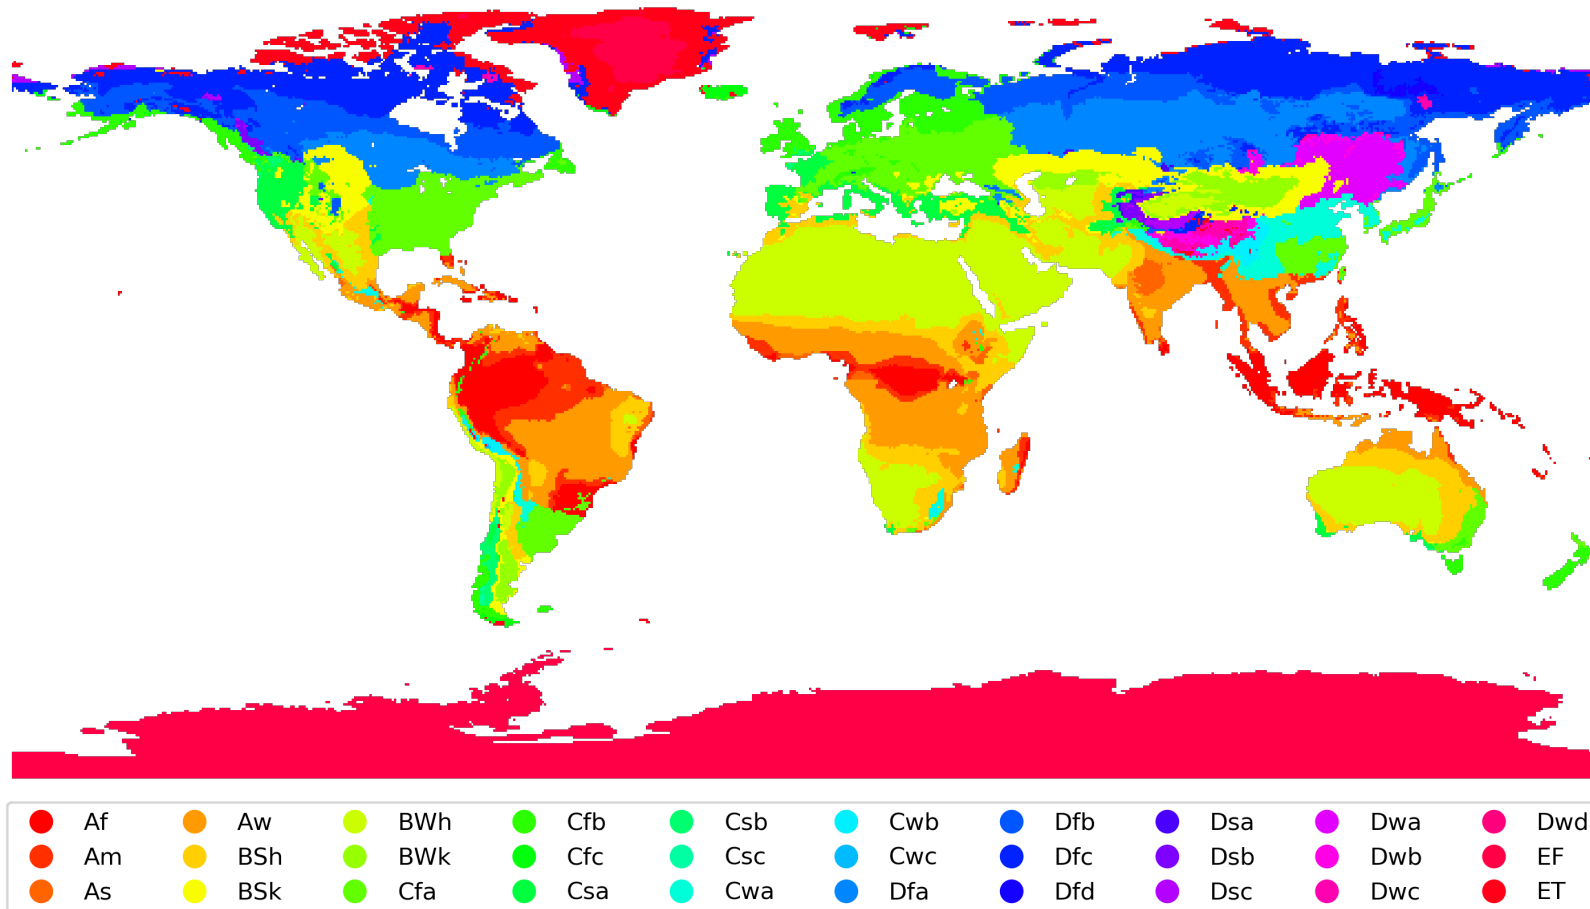 Af Aw BWh Cfb Csb Cwb Dfb Dsa Dwa Dwd
Am BSh BWk Cfc Csc Cwc Dfc Dsb Dwb EF
As BSk Cfa Csa Cwa Dfa Dfd Dsc Dwc ET